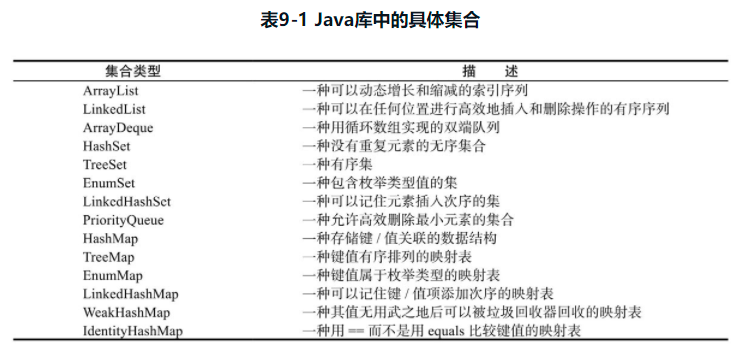 表9-1 Java库中的具体集合
集合类型 描 述
ArrayList 一种可以动态增长和缩减的索引序列
LinkedList 一种可以在任何位置进行高效地插入和删除操作的有序序列
ArrayDeque 一种用循环数组实现的双端队列
HashSet 一种没有重复元素的无序集合
TreeSet 一种有序集
EnumSet 一种包含枚举类型值的集
LinkedHashSet 一种可以记住元素插入次序的集
PriorityQueue 一种允许高效删除最小元素的集合
HashMap 一种存储键 / 值关联的数据结构
TreeMap 一种键值有序排列的映射表
EnumMap 一种键值属于枚举类型的映射表
LinkedHashMap 一种可以记住键 / 值项添加次序的映射表
WeakHashMap 一种其值无用武之地后可以被垃圾回收器回收的映射表
IdentityHashMap 一种用 == 而不是用 equals 比较键值的映射表